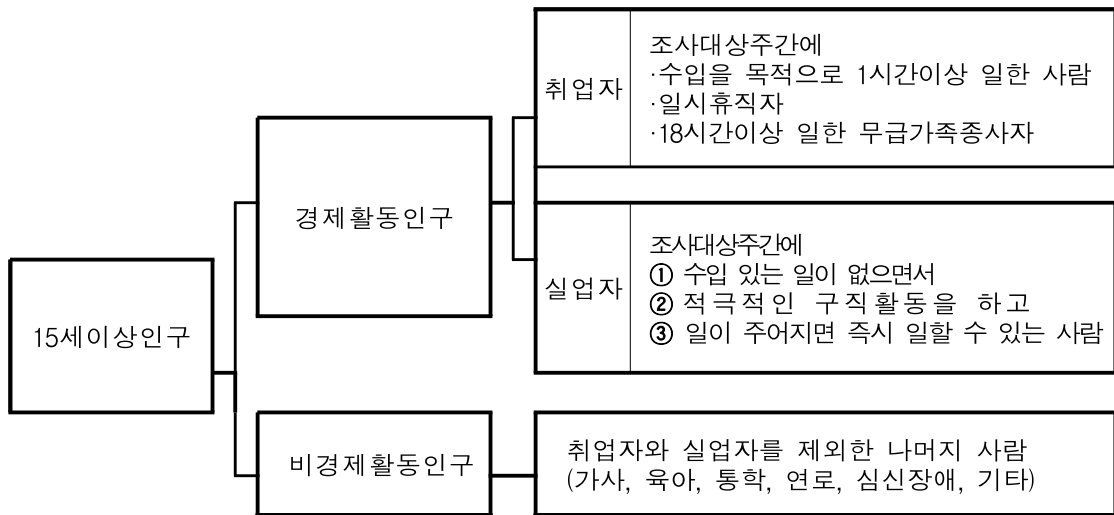 15세이상인구
경제활동인구
취업자
조사대상주간에
·수입을 목적으로 1시간이상 일한 사람
·일시휴직자
·18시간이상 일한 무급가족종사자
실업자
조사대상주간에
① 수입 있는 일이 없으면서
② 적극적인 구직활동을 하고
③ 일이 주어지면 즉시 일할 수 있는 사람
비경제활동인구
취업자와 실업자를 제외한 나머지 사람
(가사, 육아, 통학, 연로, 심신장애, 기타)